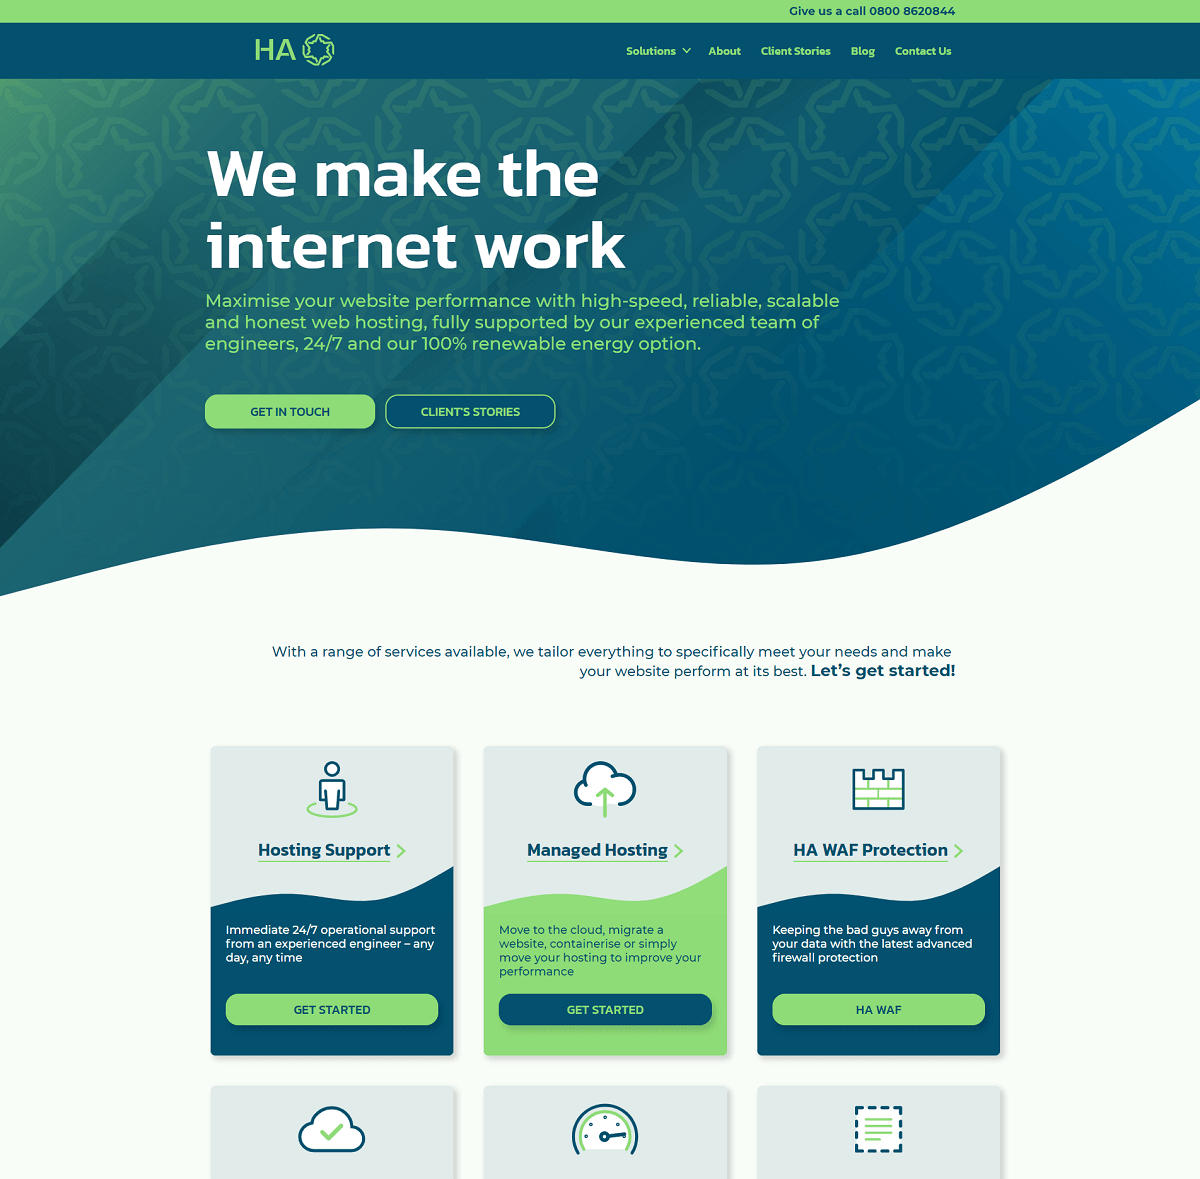 Give us a call 0800 8620844
HA
Solutions
About
Client Stories
Blog
Contact Us
We make the
internet work
Maximise your website performance with high-speed, reliable, scalable
and honest web hosting, fully supported by our experienced team of
engineers, 24/7 and our 100% renewable energy option.
GET IN TOUCH
CLIENT'S STORIES
With a range of services available, we tailor everything to specifically meet your needs and make
your website perform at its best. Let’s get started!
Hosting Support
Immediate 24/7 operational support
from an experienced engineer – any
day, any time
GET STARTED
Managed Hosting
Move to the cloud, migrate a
website, containerise or simply
move your hosting to improve your
performance
GET STARTED
HA WAF Protection
Keeping the bad guys away from
your data with the latest advanced
firewall protection
HA WAF